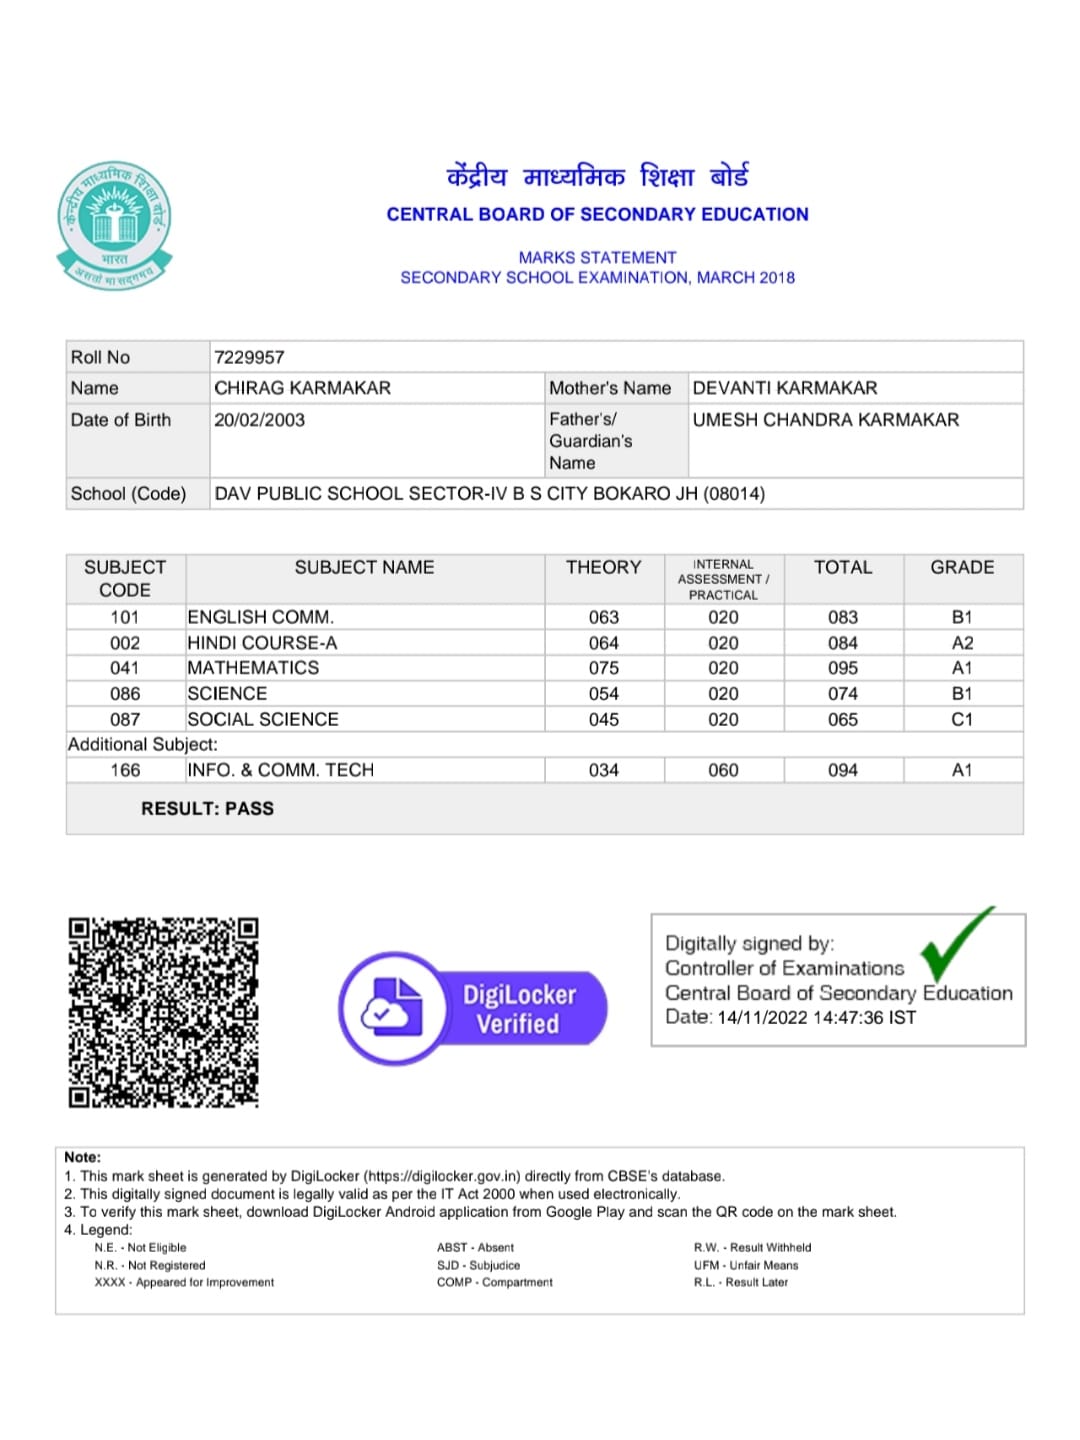 केन्द्रीय माध्यमिक शिक्षा बोर्ड
भारत
असतो मा सद्गमय
केंद्रीय माध्यमिक शिक्षा बोर्ड
CENTRAL BOARD OF SECONDARY EDUCATION
MARKS STATEMENT
SECONDARY SCHOOL EXAMINATION, MARCH 2018
Roll No 7229957
Name CHIRAG KARMAKAR Mother's Name DEVANTI KARMAKAR
Date of Birth 20/02/2003 Father's/ UMESH CHANDRA KARMAKAR
Guardian's
Name
School (Code) DAV PUBLIC SCHOOL SECTOR-IV B S CITY BOKARO JH (08014)
SUBJECT SUBJECT NAME THEORY INTERNAL TOTAL GRADE
CODE ASSESSMENT /
PRACTICAL
101 ENGLISH COMM. 063 020 083 B1
002 HINDI COURSE-A 064 020 084 A2
041 MATHEMATICS 075 020 095 A1
086 SCIENCE 054 020 074 B1
087 SOCIAL SCIENCE 045 020 065 C1
Additional Subject:
166 INFO. & COMM. TECH 034 060 094 A1
RESULT: PASS
DigiLocker
Verified
Digitally signed by:
Controller of Examinations
Central Board of Secondary Education
Date: 14/11/2022 14:47:36 IST
Note:
1. This mark sheet is generated by DigiLocker (https://digilocker.gov.in) directly from CBSE's database.
2. This digitally signed document is legally valid as per the IT Act 2000 when used electronically.
3. To verify this mark sheet, download DigiLocker Android application from Google Play and scan the QR code on the mark sheet.
4. Legend:
N.E. - Not Eligible ABST - Absent R.W. - Result Withheld
N.R. - Not Registered SJD - Subjudice UFM - Unfair Means
XXXX - Appeared for Improvement COMP - Compartment R.L. - Result Later